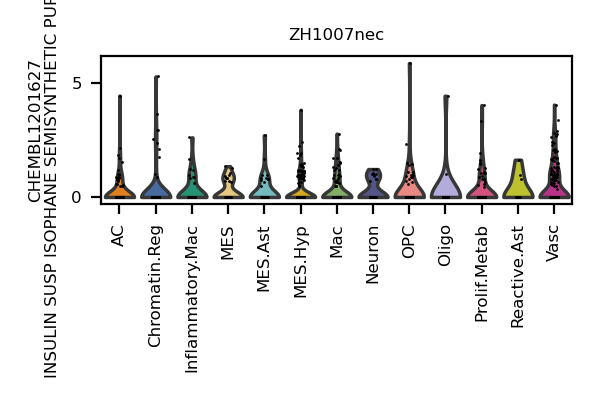 ZH1007nec
CHEMBL1201627
INSULIN SUSP ISOPHANE SEMISYNTHETIC
5
0
AC
Chromatin.Reg
Inflammatory.Mac
MES
MES.Ast
MES.Hyp
Mac
Neuron
OPC
Oligo
Prolif.Metab
Reactive.Ast
Vasc